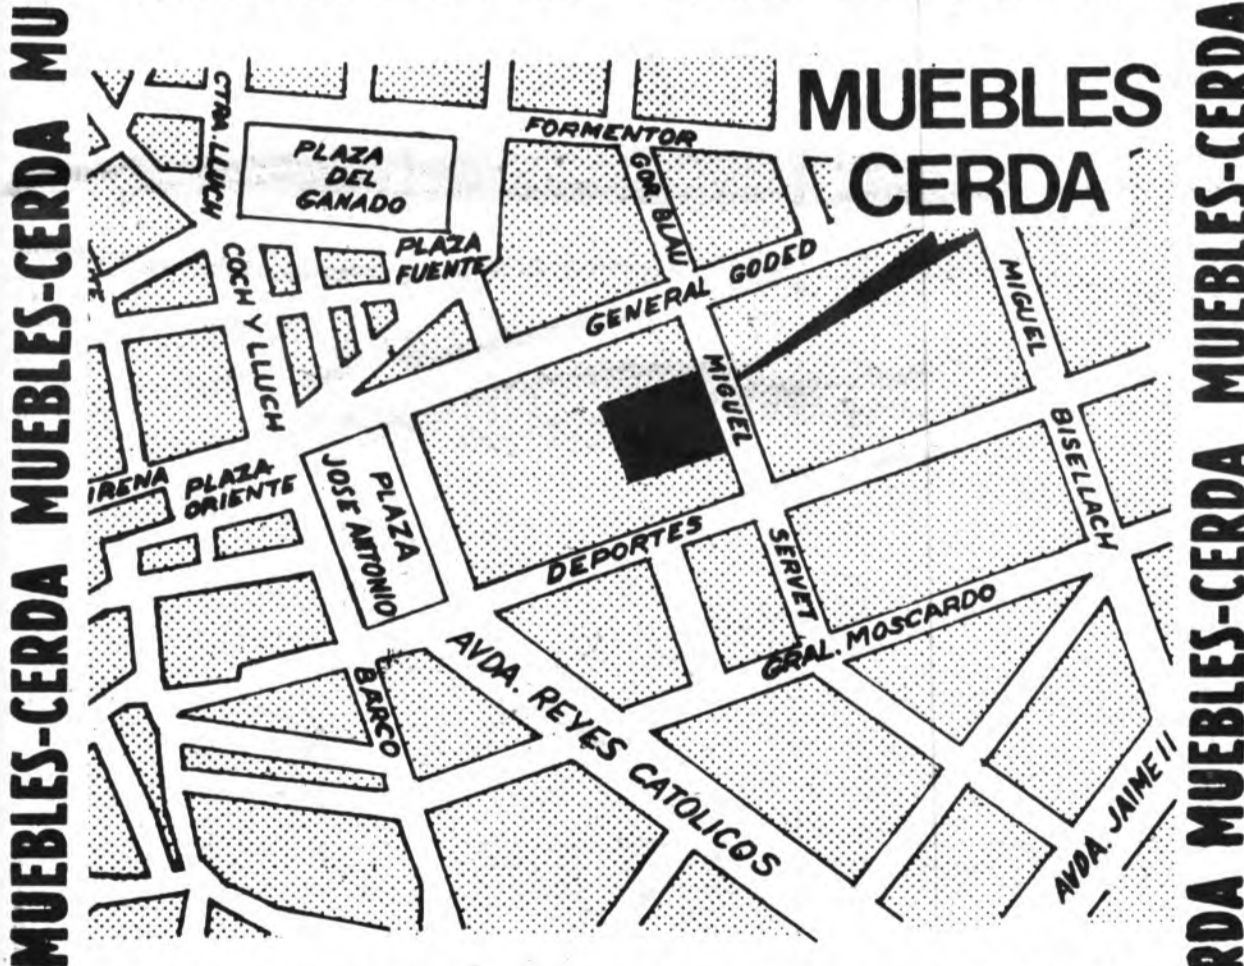 MUEBLES-CERDA MUEBLES-CERDA MU
MUEBLES
CERDA
CTRA LLUCH
FORMENTOR
PLAZA
DEL
GANADO
GOR. BLAU
PLAZA
FUENTE
GENERAL GODED
COCH Y LLUCH
MIGUEL
MIGUEL
BISELLACH
IRENA
PLAZA
ORIENTE
PLAZA
JOSE ANTONIO
DEPORTES
SERVET
GRAL. MOSCARDO
BARCO
AVDA. REYES CATOLICOS
AVDA. JAIME II
RDA MUEBLES-CERDA MUEBLES-CERDA